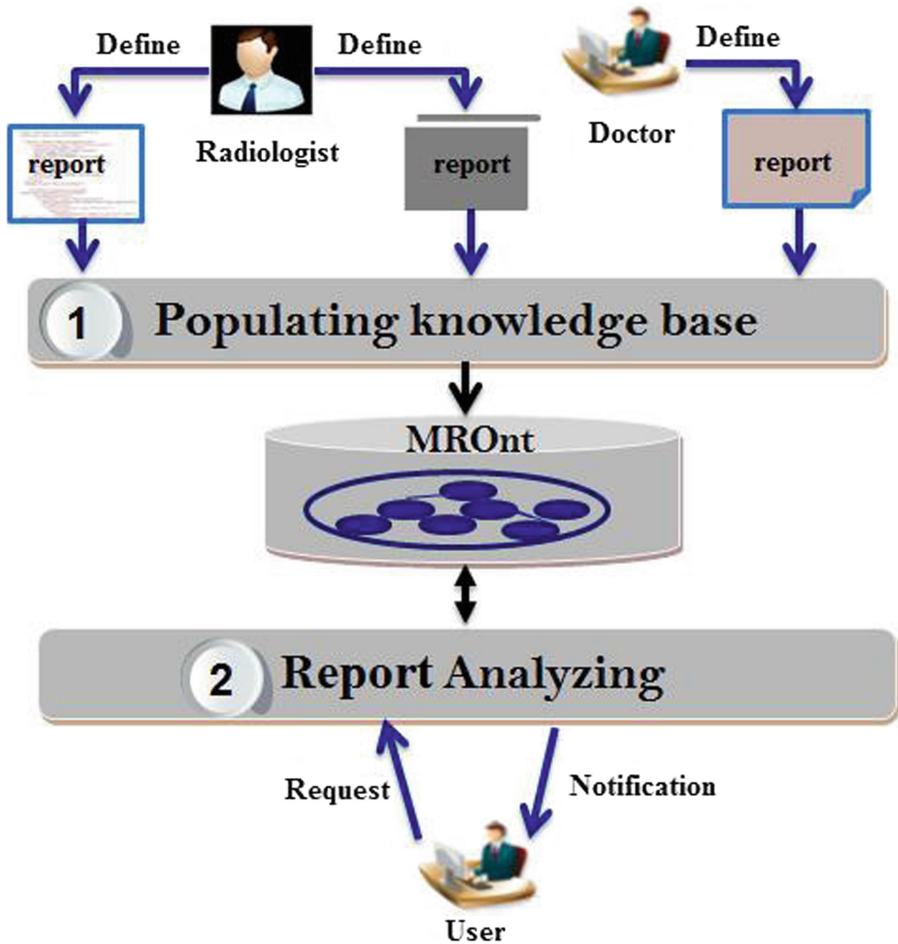 Define
Define
Define
Radiologist
Doctor
report
report
report
1 Populating knowledge base
MROnt
2 Report Analyzing
Request
Notification
User